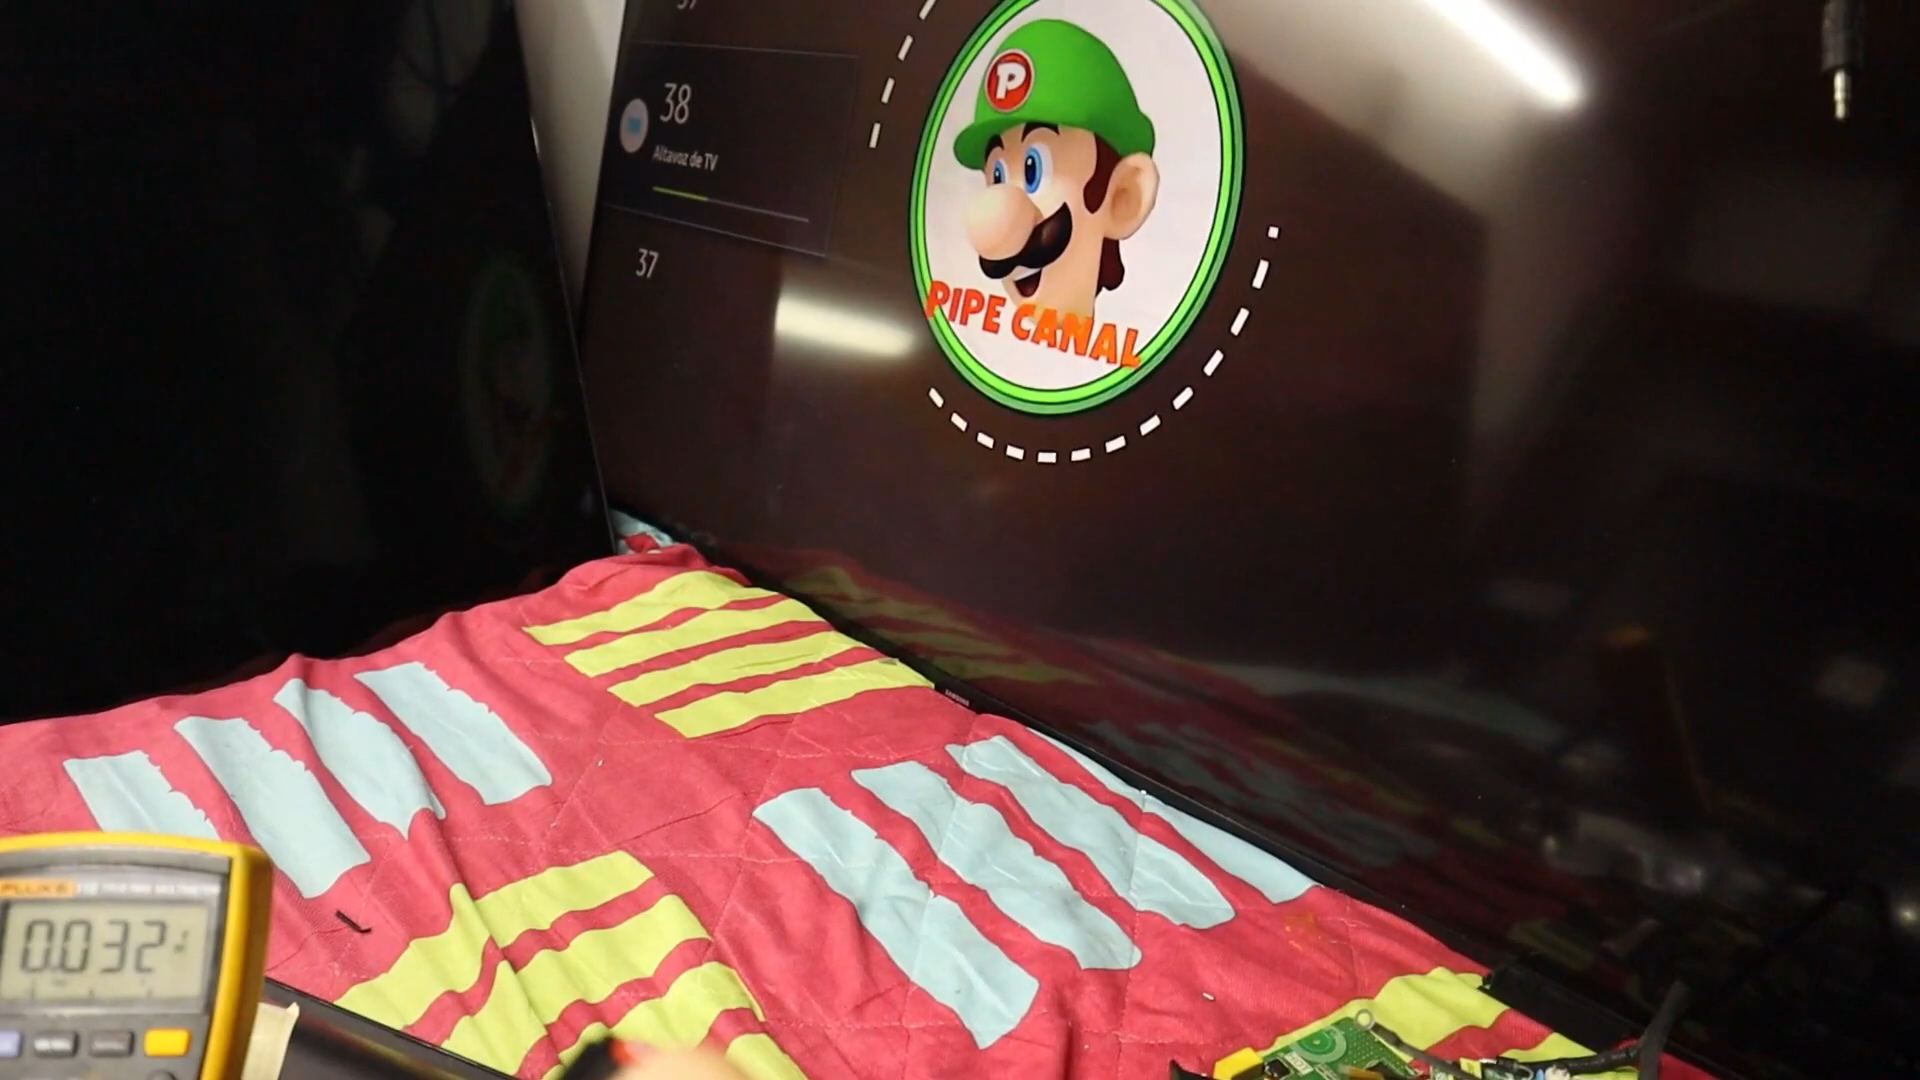 38
Altavoz de TV
37
P
PIPE CANAL
SAMSUNG
FLUKE
0.032